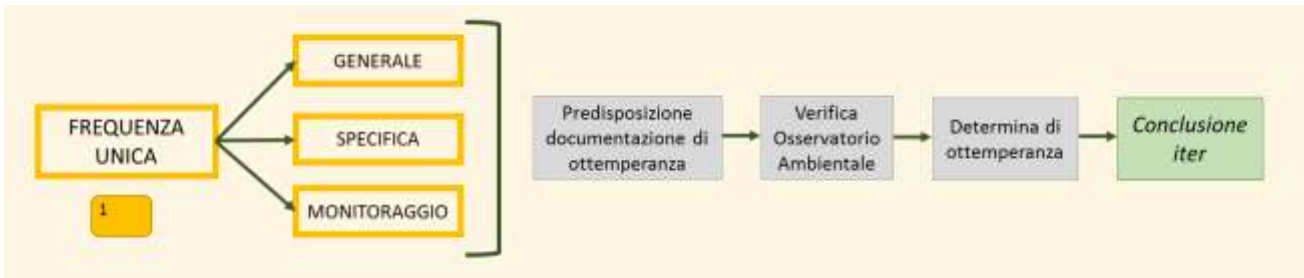 FREQUENZA
UNICA
1
GENERALE
SPECIFICA
MONITORAGGIO
Predisposizione
documentazione di
ottemperanza
Verifica
Osservatorio
Ambientale
Determina di
ottemperanza
Conclusione
iter